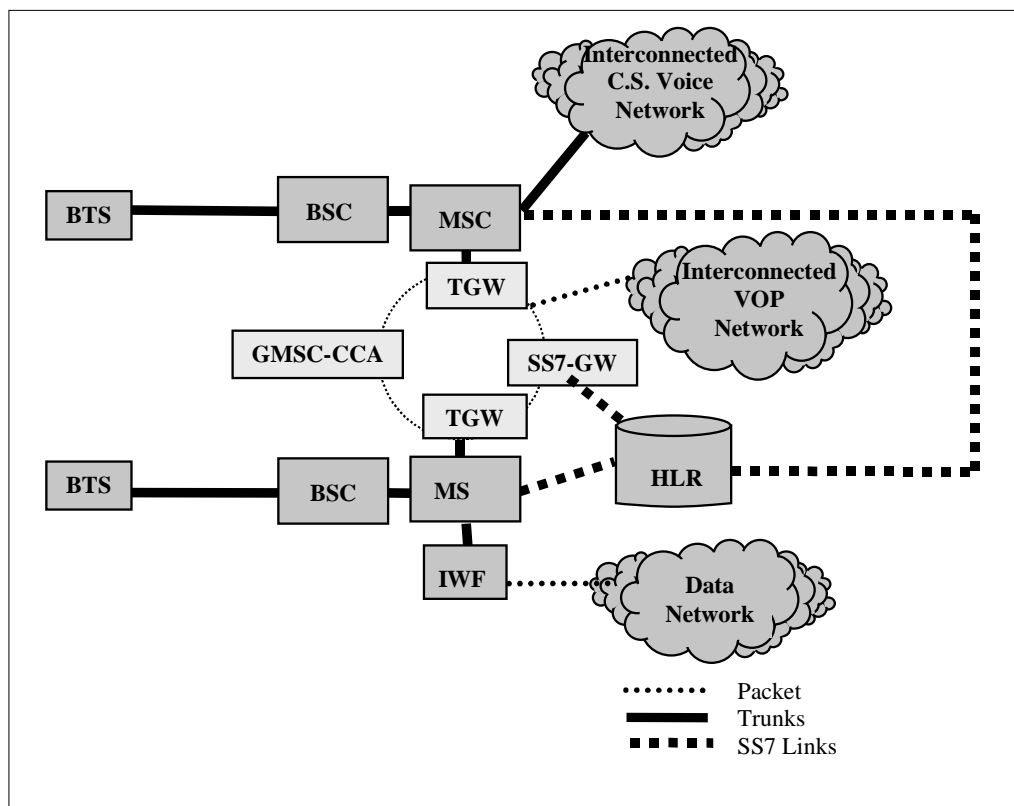 Interconnected
C.S. Voice
Network
BTS
BSC
MSC
TGW
Interconnected
VOP
Network
GMSC-CCA
SS7-GW
TGW
BTS
BSC
MS
HLR
IWF
Data
Network
Packet
Trunks
SS7 Links